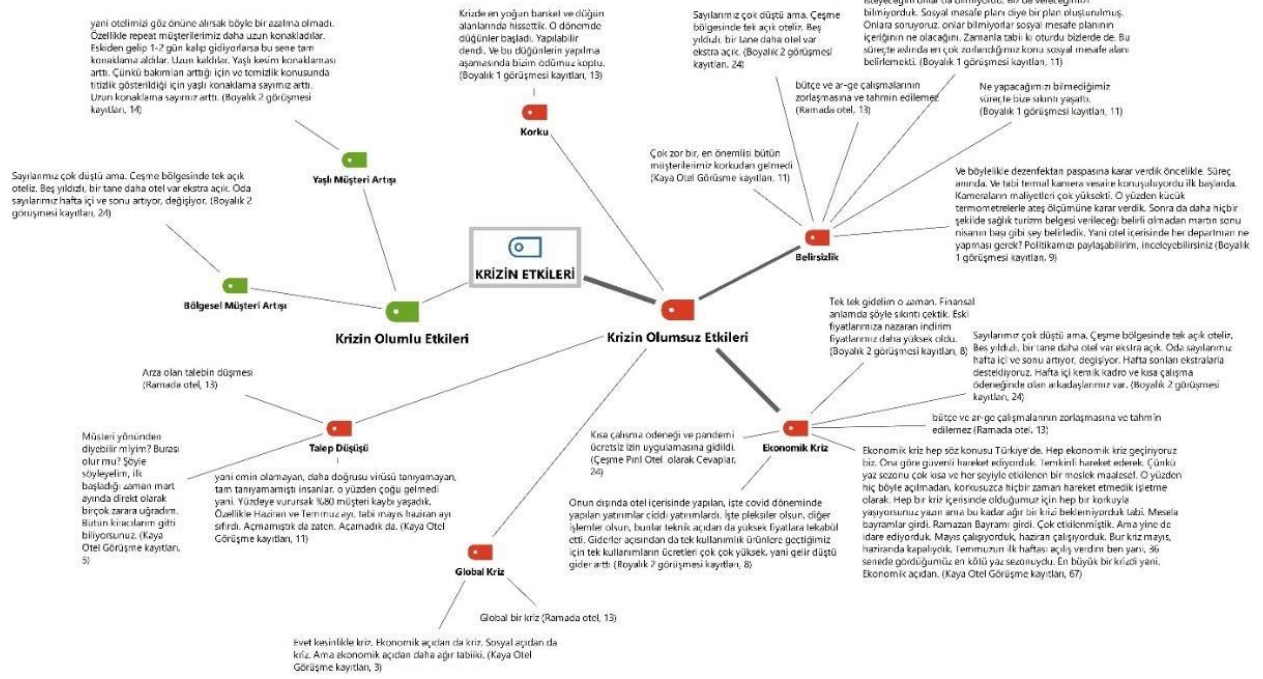 yani otelimizi göz önüne alırsak böyle bir azalma olmadı.
Özellikle repeat müşterilerimiz daha uzun konakladılar.
Eskiden gelip 1-2 gün kalıp gidiyorlarsa bu sene tam
konaklama aldılar. Uzun kaldılar. Yaşlı kesim konaklaması
arttı. Çünkü bakımları arttığı için ve temizlik konusunda
titizlik gösterildiği için yaşlı konaklama sayımız arttı.
Uzun konaklama sayımız arttı. (Boyalık 2 görüşmesi
kayıtları, 14)
Yaşlı Müşteri Artışı
Sayılarımız çok düştü ama. Çeşme bölgesinde tek açık
oteliz. Beş yıldızlı, bir tane daha otel var ekstra açık. Oda
sayılarımız hafta içi ve sonu artıyor, değişiyor. (Boyalık 2
görüşmesi kayıtları, 24)
Bölgesel Müşteri Artışı
Krizin Olumlu Etkileri
KRİZİN ETKİLERİ
Krizde en yoğun banket ve düğün
alanlarında hissettik. O dönemde
düğünler başladı. Yapılabilir
dendi. Ve bu düğünlerin yapılma
aşamasında bizim ödümüz koptu.
(Boyalık 1 görüşmesi kayıtları, 13)
Korku
Krizin Olumsuz Etkileri
Sayılarımız çok düştü ama. Çeşme
bölgesinde tek açık oteliz. Beş
yıldızlı, bir tane daha otel var
ekstra açık. (Boyalık 2 görüşmesi
kayıtları, 24)
bilmiyorduk. Sosyal mesafe planı diye bir plan oluşturulmuş.
Onlara soruyoruz, onlar bilmiyorlar sosyal mesafe planının
içeriğinin ne olacağını. Zamanla tabii ki oturdu bizlerde de. Bu
süreçte aslında en çok zorlandığımız konu sosyal mesafe alanı
belirlemekti. (Boyalık 1 görüşmesi kayıtları, 11)
bütçe ve ar-ge çalışmalarının
zorlaşmasına ve tahmin edilemez
(Ramada otel, 13)
Ne yapacağımızı bilmediğimiz
süreçte bize sıkıntı yaşattı.
(Boyalık 1 görüşmesi kayıtları, 11)
Çok zor bir, en önemlisi bütün
müşterilerimiz korkudan gelmedi
(Kaya Otel Görüşme kayıtları, 11)
Ve böylelikle dezenfektan paspasına karar verdik öncelikle. Süreç
anında. Ve tabi termal kamera vesaire konuşuluyordu ilk başlarda.
Kameraların maliyetleri çok yüksekti. O yüzden küçük
termometrelerle ateş ölçümüne karar verdik. Sonra da daha hiçbir
şekilde sağlık turizm belgesi verileceği belirli olmadan martın sonu
nisanın başı gibi şey belirledik. Yani otel içerisinde her departman ne
yapması gerek? Politikamızı paylaşabilirim, inceleyebilirsiniz (Boyalık
1 görüşmesi kayıtları, 9)
Belirsizlik
Tek tek gidelim o zaman. Finansal
anlamda şöyle sıkıntı çektik. Eski
fiyatlarımıza nazaran indirim
fiyatlarımız daha yüksek oldu.
(Boyalık 2 görüşmesi kayıtları, 8)
Sayılarımız çok düştü ama. Çeşme bölgesinde tek açık oteliz.
Beş yıldızlı, bir tane daha otel var ekstra açık. Oda sayılarımız
hafta içi ve sonu artıyor, değişiyor. Hafta sonları ekstralarla
destekliyoruz. Hafta içi kemik kadro ve kısa çalışma
ödeneğinde olan arkadaşlarımız var. (Boyalık 2 görüşmesi
kayıtları, 24)
bütçe ve ar-ge çalışmalarının zorlaşmasına ve tahmin
edilemez (Ramada otel, 13)
Kısa çalışma ödeneği ve pandemi
ücretsiz izin uygulamasına gidildi.
(Çeşme Pırıl Otel olarak Cevaplar,
24)
Ekonomik Kriz
Ekonomik kriz hep söz konusu Türkiye'de. Hep ekonomik kriz geçiriyoruz
biz. Ona göre güvenli hareket ediyorduk. Temkinli hareket ederek. Çünkü
yaz sezonu çok kısa ve her şeyiyle etkilenen bir meslek maalesef. O yüzden
hiç böyle açılmadan, korkusuzca hiçbir zaman hareket etmedik işletme
olarak. Hep bir kriz içerisinde olduğumuz için hep bir korkuyla
yaşıyorsunuz yazın ama bu kadar ağır bir krizi beklemiyorduk tabi. Mesela
bayramlar girdi. Ramazan Bayramı girdi. Çok etkilenmiştik. Ama yine de
idare ediyorduk. Mayıs çalışıyorduk, haziran çalışıyorduk. Bur kriz mayıs,
haziranda kapalıydık. Temmuzun ilk haftası açılış verdim ben yani, 36
senede gördüğümüz en kötü yaz sezonuydu. En büyük bir krizdi yani.
Ekonomik açıdan. (Kaya Otel Görüşme kayıtları, 67)
Onun dışında otel içerisinde yapılan, işte covid döneminde
yapılan yatırımlar ciddi yatırımlardı. İşte pleksiler olsun, diğer
işlemler olsun, bunlar teknik açıdan da yüksek fiyatlara tekabül
etti. Giderler açısından da tek kullanımlık ürünlere geçtiğimiz
için tek kullanımların ücretleri çok çok yüksek. yani gelir düştü
gider arttı (Boyalık 2 görüşmesi kayıtları, 8)
Arza olan talebin düşmesi
(Ramada otel, 13)
Talep Düşüşü
Müşteri yönünden
diyebilir miyim? Burası
olur mu? Şöyle
söyleyelim, ilk
başladığı zaman mart
ayında direkt olarak
birçok zarara uğradım.
Bütün kiracılarım gitti
biliyorsunuz. (Kaya
Otel Görüşme kayıtları,
5)
yani emin olamayan, daha doğrusu virüsü tanıyamayan,
tam tanıyamamıştı insanlar. o yüzden çoğu gelmedi
yani. Yüzdeye vurursak %80 müşteri kaybı yaşadık.
Özellikle Haziran ve Temmuz ayı, tabi mayıs haziran ayı
sıfırdı. Açmamıştık da zaten. Açamadık da. (Kaya Otel
Görüşme kayıtları, 11)
Global Kriz
Global bir kriz (Ramada otel, 13)
Evet kesinlikle kriz. Ekonomik açıdan da kriz. Sosyal açıdan da
kriz. Ama ekonomik açıdan daha ağır tabiiki. (Kaya Otel
Görüşme kayıtları, 3)